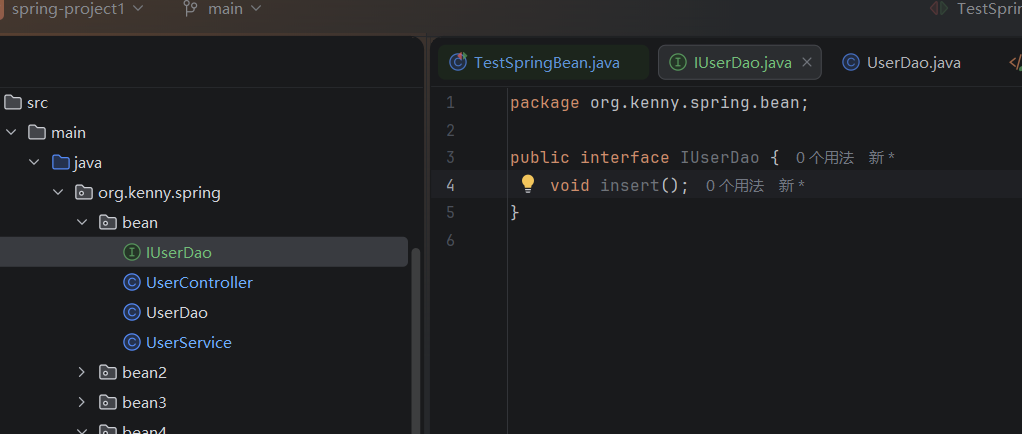 spring-project1 main TestSprin
TestSpringBean.java IUserDao.java UserDao.java
src
main
java
org.kenny.spring
bean
IUserDao
UserController
UserDao
UserService
bean2
bean3
bean4
1 package org.kenny.spring.bean;
2
3 public interface IUserDao { 0 个用法 新 *
4 void insert(); 0 个用法 新 *
5 }
6